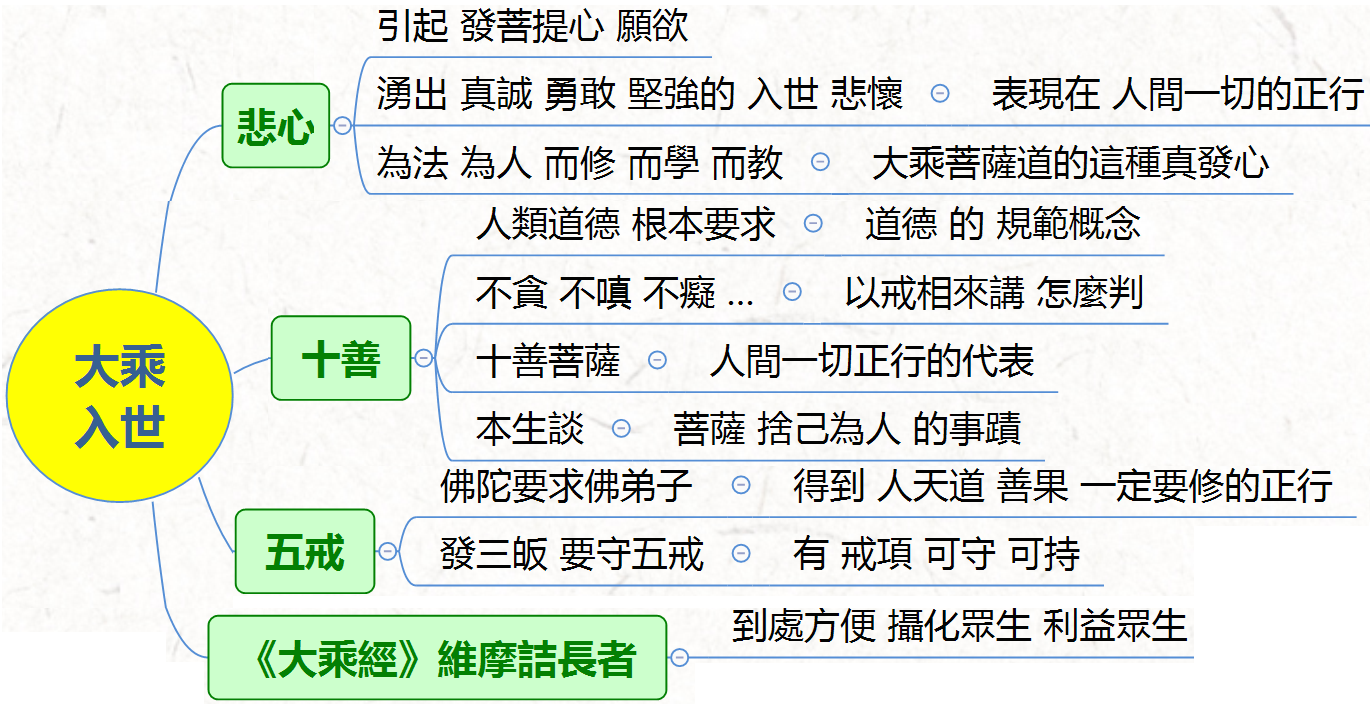 大乘
入世
悲心
引起 發菩提心 願欲
湧出 真誠 勇敢 堅強的 入世 悲懷 表現在 人間一切的正行
為法 為人 而修 而學 而教 大乘菩薩道的這種真發心
十善
人類道德 根本要求 道德 的 規範概念
不貪 不嗔 不癡 ... 以戒相來講 怎麼判
十善菩薩 人間一切正行的代表
本生談 菩薩 捨己為人 的事蹟
五戒
佛陀要求佛弟子 得到 人天道 善果 一定要修的正行
發三皈 要守五戒 有 戒項 可守 可持
《大乘經》維摩詰長者
到處方便 攝化眾生 利益眾生